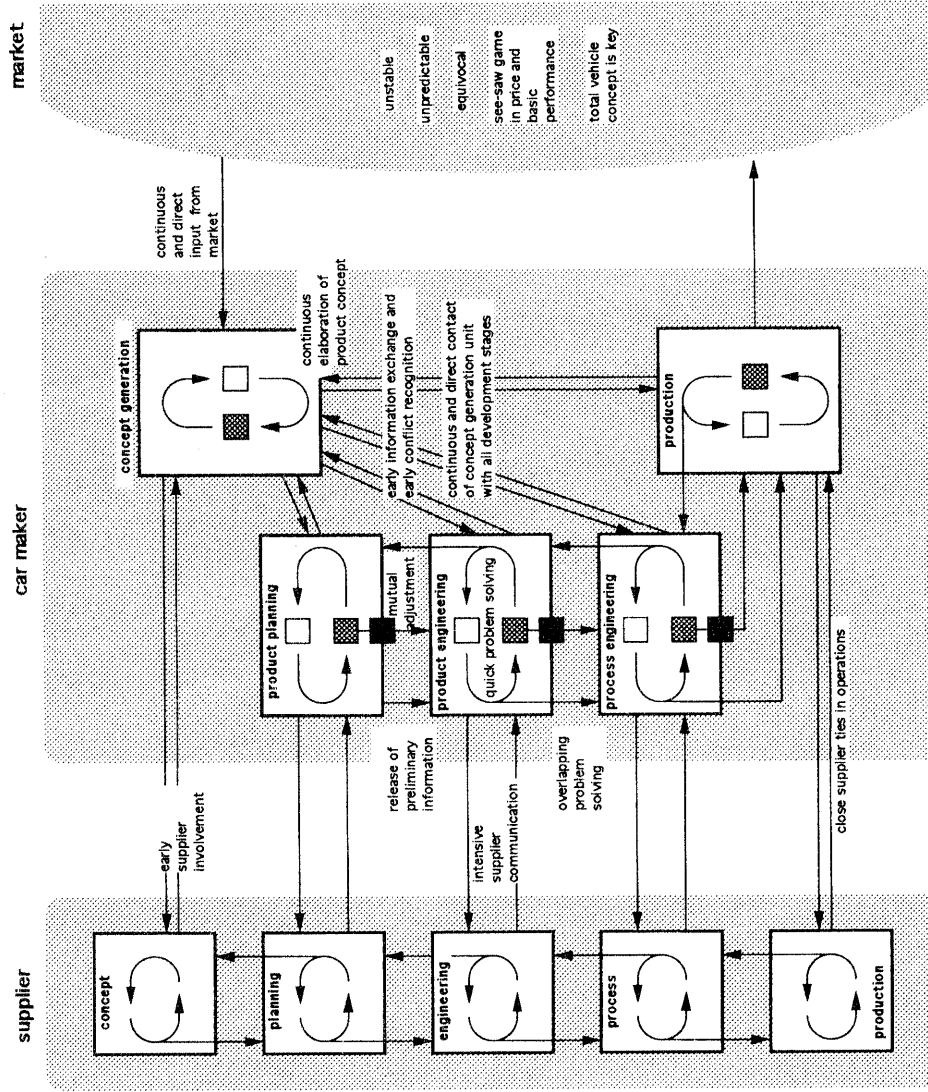 supplier
car maker
market
concept
planning
engineering
process
production
early
supplier
involvement
intensive
supplier
communication
close supplier ties in operations
release of
preliminary
information
overlapping
problem
solving
concept generation
product planning
mutual
adjustment
product engineering
quick problem solving
process engineering
production
continuous
elaboration of
product concept
early information exchange and
early conflict recognition
continuous and direct contact
of concept generation unit
with all development stages
continuous
and direct
input from
market
unstable
unpredictable
equivocal
see-saw game
in price and
basic
performance
total vehicle
concept is key